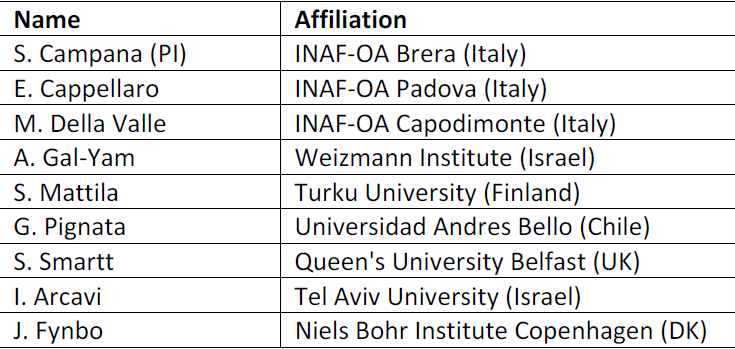 Name Affiliation
S. Campana (PI) INAF-OA Brera (Italy)
E. Cappellaro INAF-OA Padova (Italy)
M. Della Valle INAF-OA Capodimonte (Italy)
A. Gal-Yam Weizmann Institute (Israel)
S. Mattila Turku University (Finland)
G. Pignata Universidad Andres Bello (Chile)
S. Smartt Queen's University Belfast (UK)
I. Arcavi Tel Aviv University (Israel)
J. Fynbo Niels Bohr Institute Copenhagen (DK)